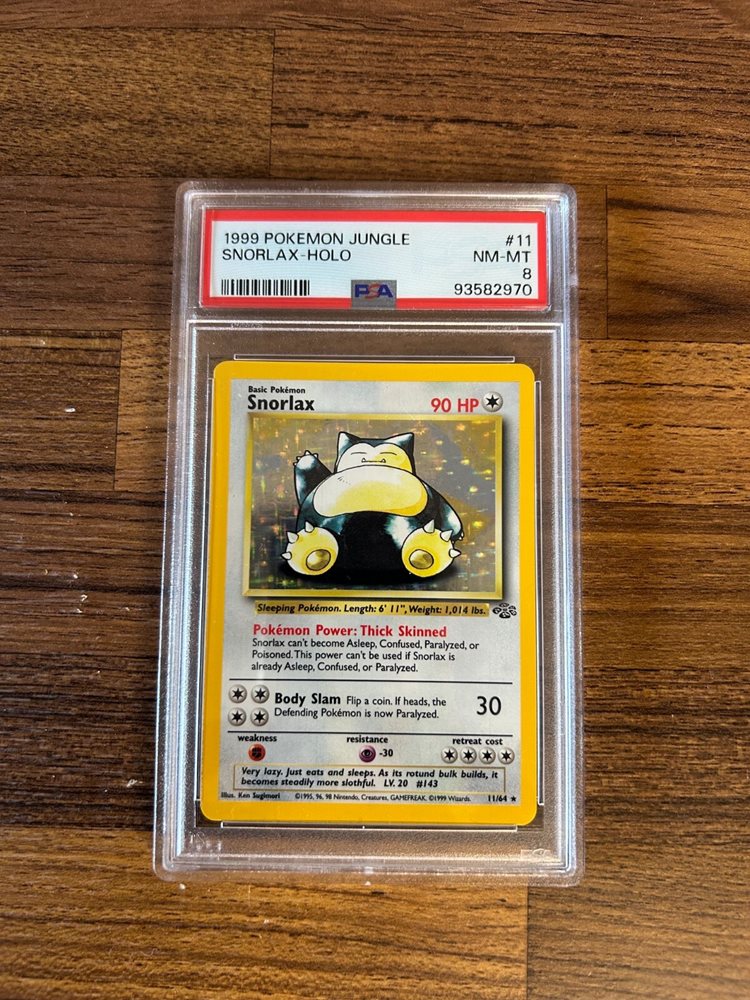 1999 POKEMON JUNGLE #11
SNORLAX-HOLO NM-MT
8
PSA 93582970
Basic Pokémon
Snorlax 90 HP
Sleeping Pokémon. Length: 6' 11", Weight: 1,014 lbs.
Pokémon Power: Thick Skinned
Snorlax can't become Asleep, Confused, Paralyzed, or
Poisoned. This power can't be used if Snorlax is
already Asleep, Confused, or Paralyzed.
Body Slam Flip a coin. If heads, the
Defending Pokémon is now Paralyzed.
30
weakness resistance retreat cost
-30
Very lazy. Just eats and sleeps. As its rotund bulk builds, it
becomes steadily more slothful. LV. 20 #143
Illus. Ken Sugimori ©1995, 96, 98 Nintendo, Creatures, GAMEFREAK. ©1999 Wizards. 11/64 ★